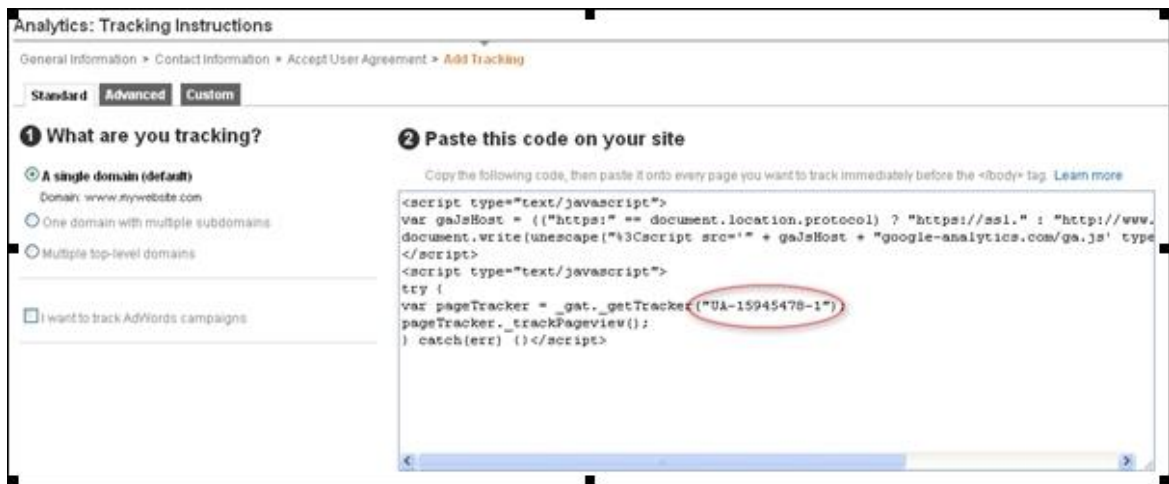 Analytics: Tracking Instructions
General Information » Contact Information » Accept User Agreement » Add Tracking
Standard Advanced Custom
1 What are you tracking?
A single domain (default)
Domain: www.mywebsite.com
One domain with multiple subdomains
Multiple top-level domains
I want to track AdWords campaigns
2 Paste this code on your site
Copy the following code, then paste it onto every page you want to track immediately before the </body> tag. Learn more
<script type="text/javascript">
var gaJsHost = (("https:" == document.location.protocol) ? "https://ssl." : "http://www.
document.write(unescape("%3Cscript src='" + gaJsHost + "google-analytics.com/ga.js' type
</script>
<script type="text/javascript">
try {
var pageTracker = _gat._getTracker("UA-15945478-1");
pageTracker._trackPageview();
} catch(err) {}</script>